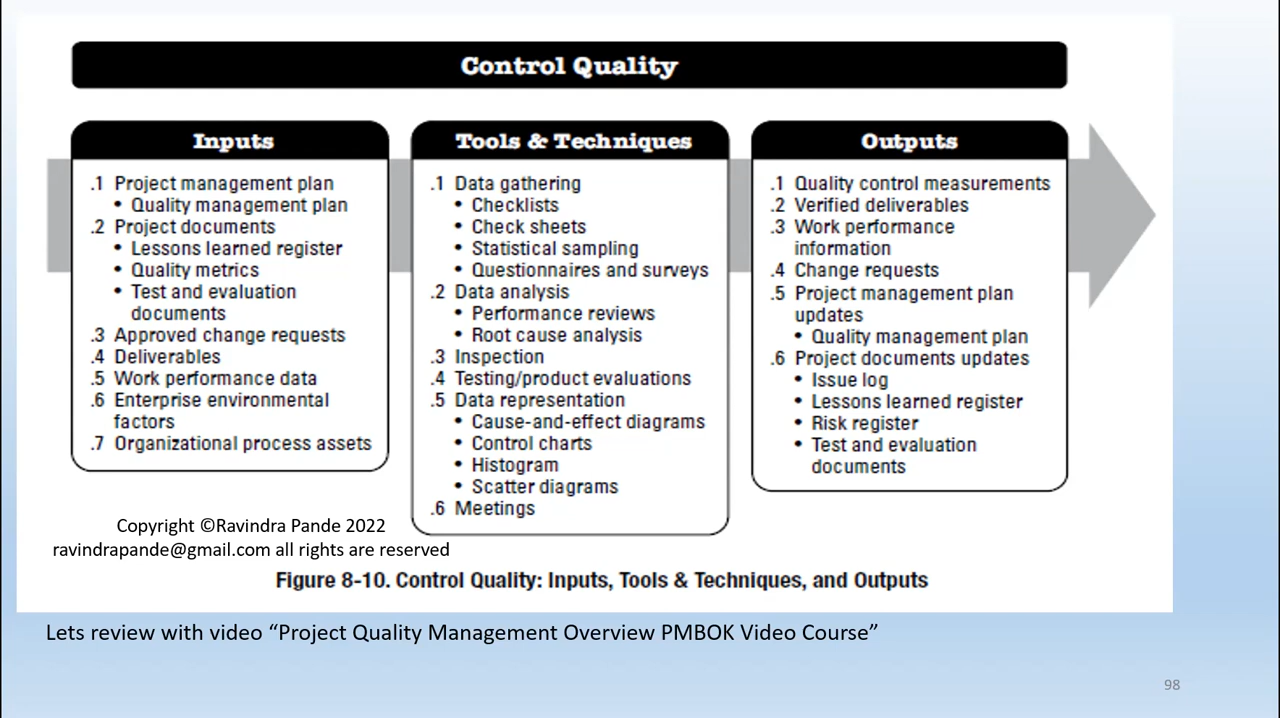 Control Quality
Inputs
.1 Project management plan
• Quality management plan
.2 Project documents
• Lessons learned register
• Quality metrics
• Test and evaluation
documents
.3 Approved change requests
.4 Deliverables
.5 Work performance data
.6 Enterprise environmental
factors
.7 Organizational process assets
Tools & Techniques
.1 Data gathering
• Checklists
• Check sheets
• Statistical sampling
• Questionnaires and surveys
.2 Data analysis
• Performance reviews
• Root cause analysis
.3 Inspection
.4 Testing/product evaluations
.5 Data representation
• Cause-and-effect diagrams
• Control charts
• Histogram
• Scatter diagrams
.6 Meetings
Outputs
.1 Quality control measurements
.2 Verified deliverables
.3 Work performance
information
.4 Change requests
.5 Project management plan
updates
• Quality management plan
.6 Project documents updates
• Issue log
• Lessons learned register
• Risk register
• Test and evaluation
documents
Copyright ©Ravindra Pande 2022
ravindrapande@gmail.com all rights are reserved
Figure 8-10. Control Quality: Inputs, Tools & Techniques, and Outputs
Lets review with video “Project Quality Management Overview PMBOK Video Course”
98